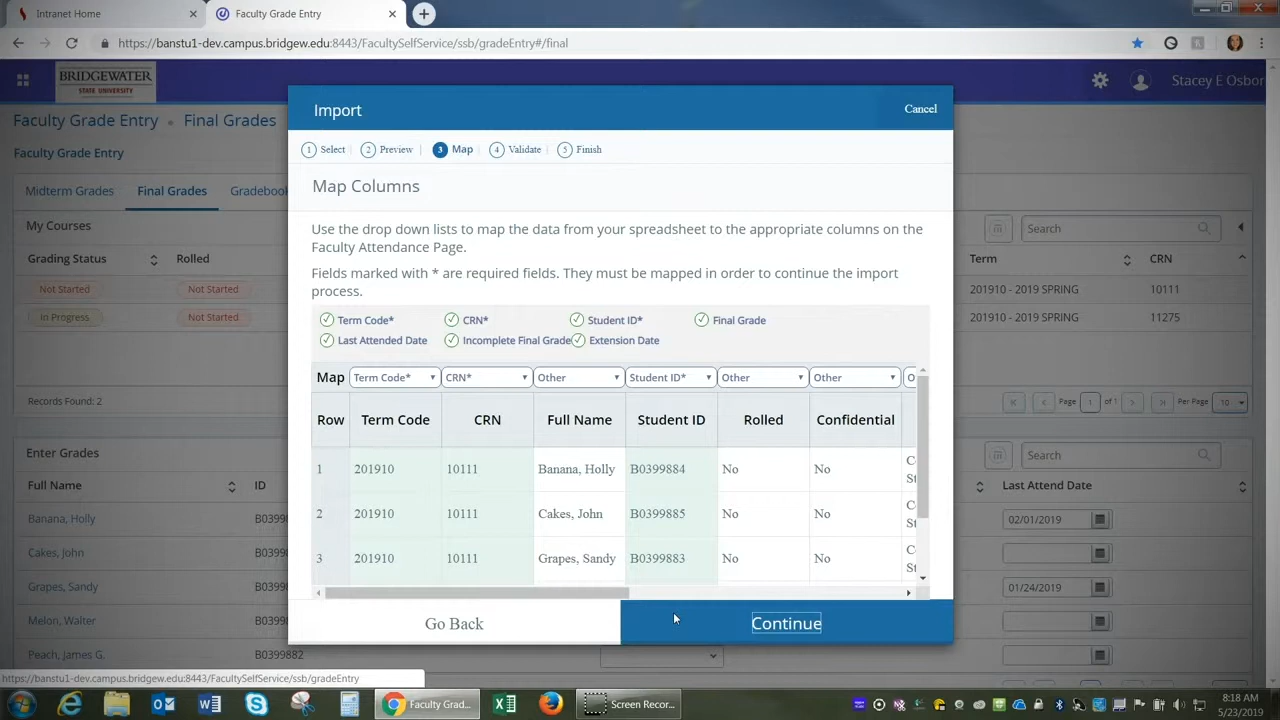 Intranet Home
Faculty Grade Entry
https://banstu1-dev.campus.bridgew.edu:8443/FacultySelfService/ssb/gradeEntry#/final
BRIDGEWATER
STATE UNIVERSITY
Stacey E Osbor
Faculty Grade Entry • Final Grades
Faculty Grade Entry
Midterm Grades Final Grades Gradebook
My Courses
Search
Grading Status Rolled Term CRN
Not Started Not Started 201910 - 2019 SPRING 10111
In Progress Not Started 201910 - 2019 SPRING 11275
Records Found: 2
Page 1 of 1 Per Page 10
Enter Grades
Search
Full Name ID Last Attend Date
Banana, Holly B0399 02/01/2019
Cakes, John B0399
Grapes, Sandy B0399 01/24/2019
Melon, Walter B0399
Peach, James G. B0399882
Import
Cancel
1 Select 2 Preview 3 Map 4 Validate 5 Finish
Map Columns
Use the drop down lists to map the data from your spreadsheet to the appropriate columns on the
Faculty Attendance Page.
Fields marked with * are required fields. They must be mapped in order to continue the import
process.
Term Code* CRN* Student ID* Final Grade
Last Attended Date Incomplete Final Grade Extension Date
Map Term Code* CRN* Other Student ID* Other Other O
Row Term Code CRN Full Name Student ID Rolled Confidential
1 201910 10111 Banana, Holly B0399884 No No C
St
2 201910 10111 Cakes, John B0399885 No No C
St
3 201910 10111 Grapes, Sandy B0399883 No No C
St
Go Back
Continue
https://banstu1-dev.campus.bridgew.edu:8443/FacultySelfService/ssb/gradeEntry
Faculty Grad...
Screen Recor...
8:18 AM
5/23/2019